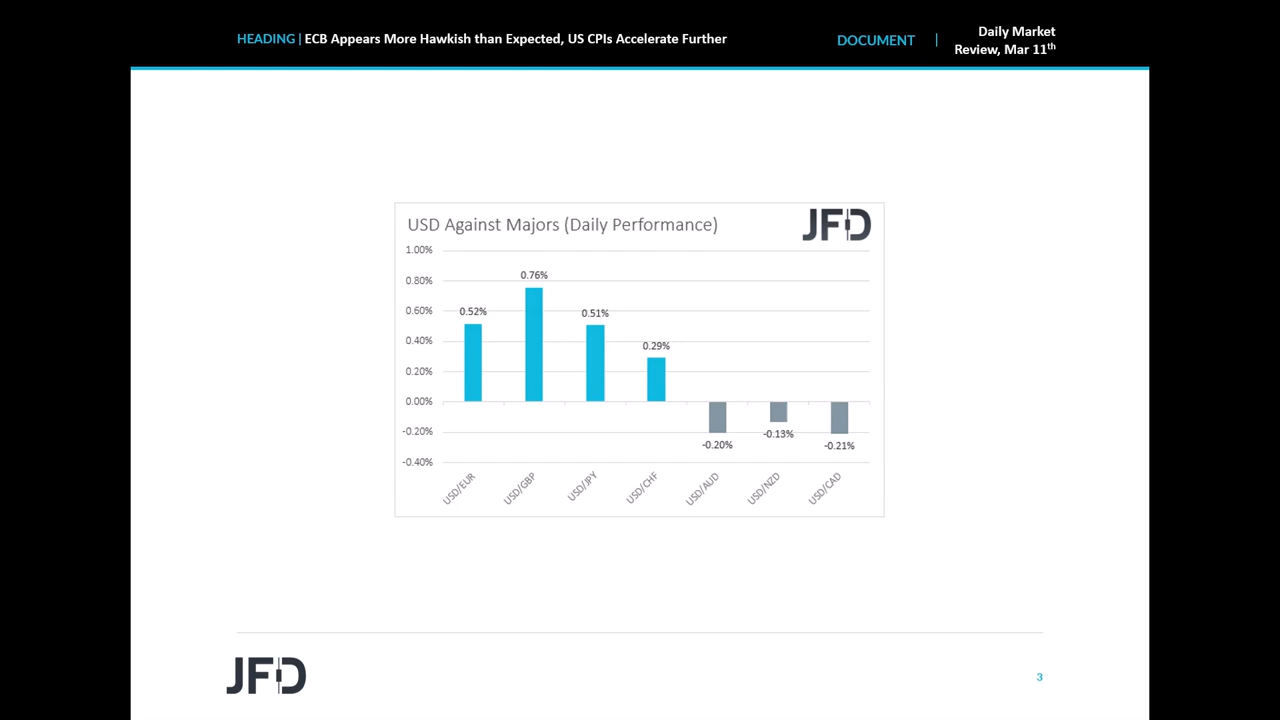 HEADING | ECB Appears More Hawkish than Expected, US CPIs Accelerate Further
DOCUMENT |
Daily Market
Review, Mar 11th
USD Against Majors (Daily Performance)
JFD
1.00%
0.80%
0.60%
0.40%
0.20%
0.00%
-0.20%
-0.40%
0.52%
0.76%
0.51%
0.29%
-0.20%
-0.13%
-0.21%
USD/EUR
USD/GBP
USD/JPY
USD/CHF
USD/AUD
USD/NZD
USD/CAD
JFD
3